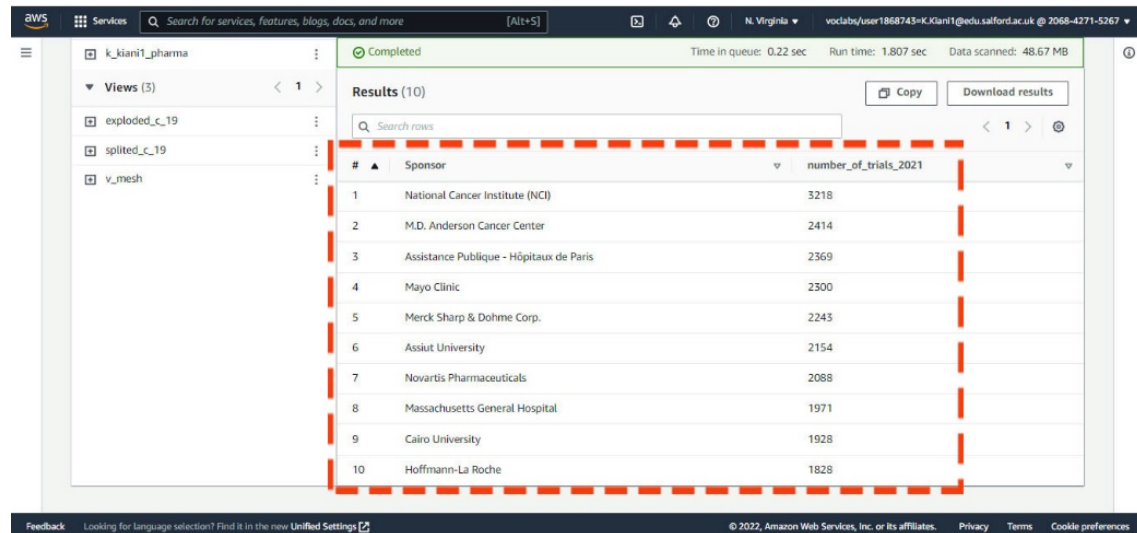 aws Services Search for services, features, blogs, docs, and more [Alt+S] N. Virginia voclabs/user1868743=K.Kiani1@edu.salford.ac.uk @ 2068-4271-5267
k_kiani1_pharma
Views (3) 1
exploded_c_19
splited_c_19
v_mesh
Completed Time in queue: 0.22 sec Run time: 1.807 sec Data scanned: 48.67 MB
Results (10) Copy Download results
Search rows 1
# Sponsor number_of_trials_2021
1 National Cancer Institute (NCI) 3218
2 M.D. Anderson Cancer Center 2414
3 Assistance Publique - Hôpitaux de Paris 2369
4 Mayo Clinic 2300
5 Merck Sharp & Dohme Corp. 2243
6 Assiut University 2154
7 Novartis Pharmaceuticals 2088
8 Massachusetts General Hospital 1971
9 Cairo University 1928
10 Hoffmann-La Roche 1828
Feedback Looking for language selection? Find it in the new Unified Settings © 2022, Amazon Web Services, Inc. or its affiliates. Privacy Terms Cookie preferences